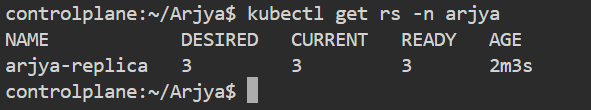 controlplane:~/Arjya$ kubectl get rs -n arjya
NAME            DESIRED   CURRENT   READY   AGE
arjya-replica   3         3         3       2m3s
controlplane:~/Arjya$